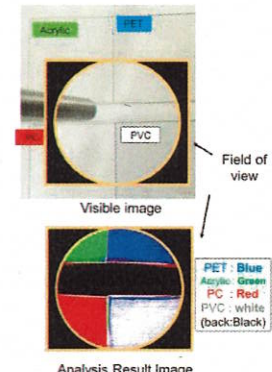 Acrylic
PET
PC
PVC
Field of
view
Visible image
PET : Blue
Acrylic : Green
PC : Red
PVC : white
(back:Black)
Analysis Result Image